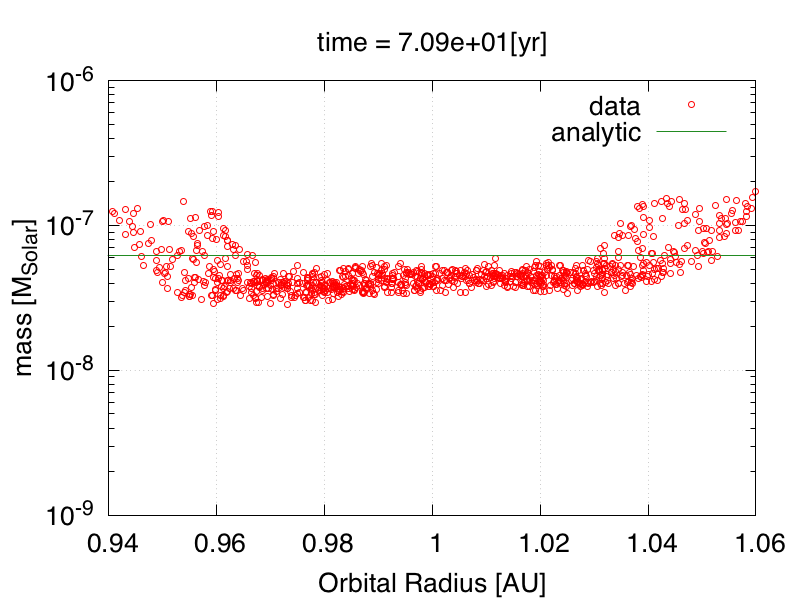 time = 7.09e+01[yr]
data
analytic
mass [M_Solar]
10^-6
10^-7
10^-8
10^-9
0.94 0.96 0.98 1 1.02 1.04 1.06
Orbital Radius [AU]